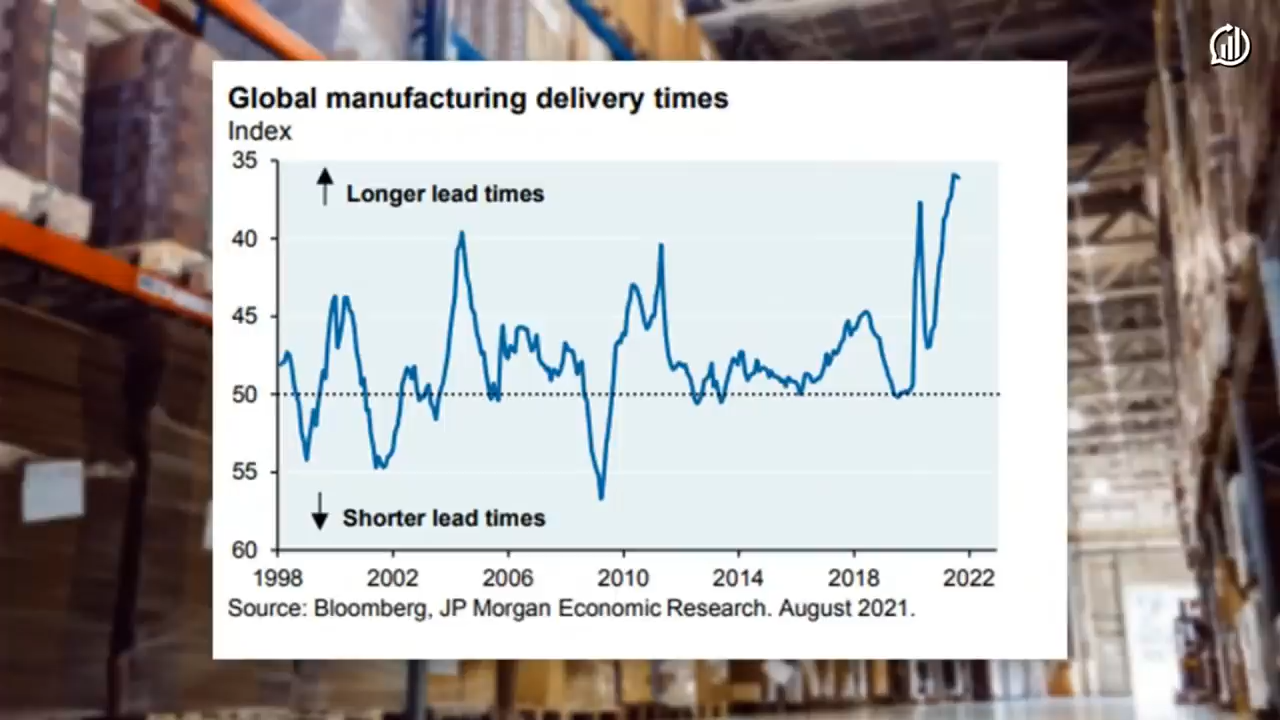 Global manufacturing delivery times
Index
35
Longer lead times
40
45
50
55
Shorter lead times
60
1998 2002 2006 2010 2014 2018 2022
Source: Bloomberg, JP Morgan Economic Research. August 2021.